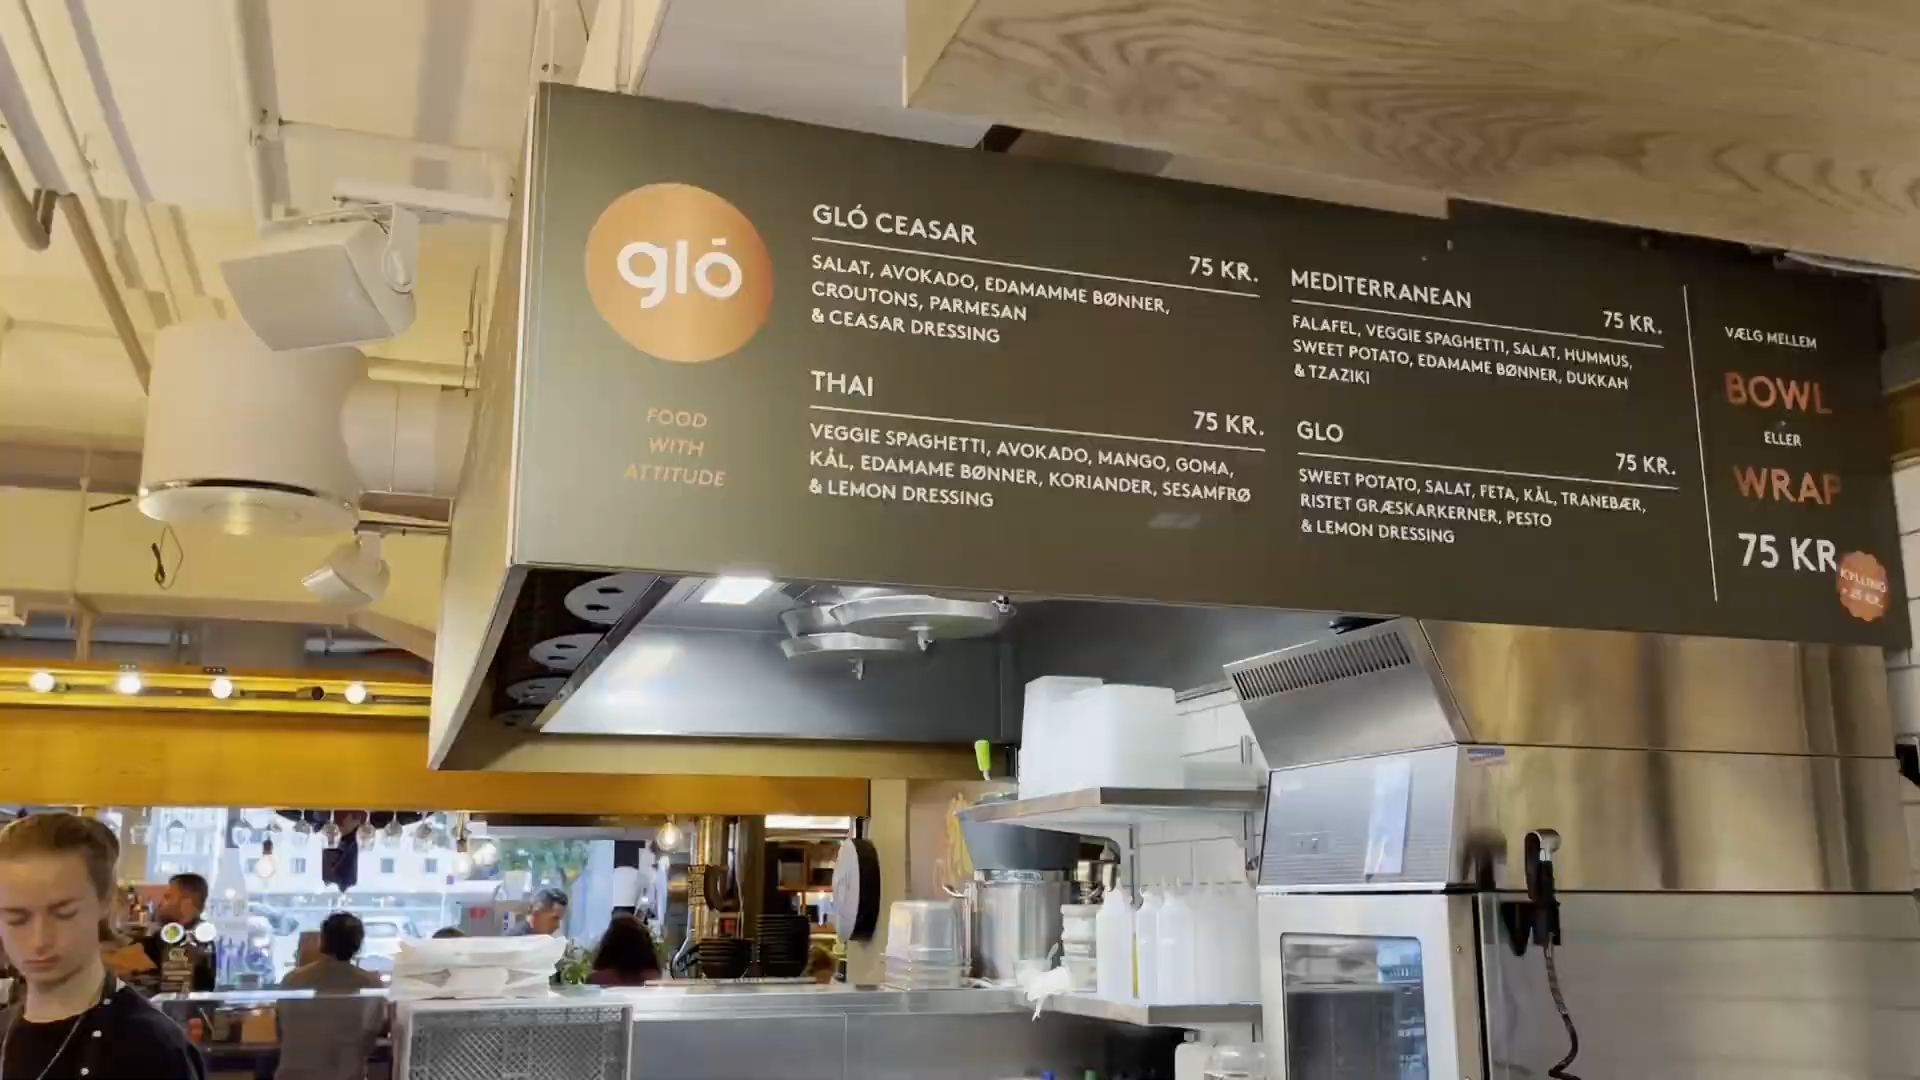 gló
FOOD
WITH
ATTITUDE
GLÓ CEASAR
75 KR.
SALAT, AVOKADO, EDAMAMME BØNNER,
CROUTONS, PARMESAN
& CEASAR DRESSING
THAI
75 KR.
VEGGIE SPAGHETTI, AVOKADO, MANGO, GOMA,
KÅL, EDAMAME BØNNER, KORIANDER, SESAMFRØ
& LEMON DRESSING
MEDITERRANEAN
75 KR.
FALAFEL, VEGGIE SPAGHETTI, SALAT, HUMMUS,
SWEET POTATO, EDAMAME BØNNER, DUKKAH
& TZAZIKI
GLO
75 KR.
SWEET POTATO, SALAT, FETA, KÅL, TRANEBÆR,
RISTET GRÆSKARKERNER, PESTO
& LEMON DRESSING
VÆLG MELLEM
BOWL
ELLER
WRAP
75 KR
KYLLING